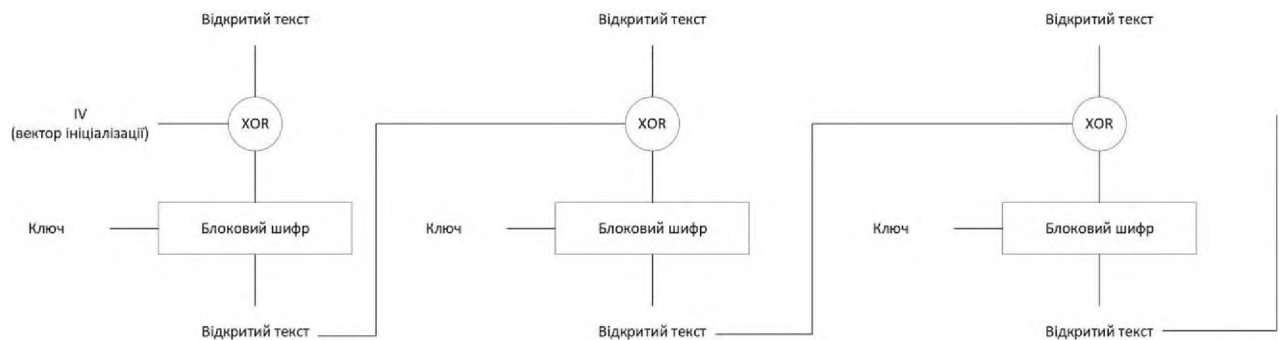 Відкритий текст
Відкритий текст
Відкритий текст
IV
(вектор ініціалізації)
XOR
XOR
XOR
Ключ
Блоковий шифр
Ключ
Блоковий шифр
Ключ
Блоковий шифр
Відкритий текст
Відкритий текст
Відкритий текст